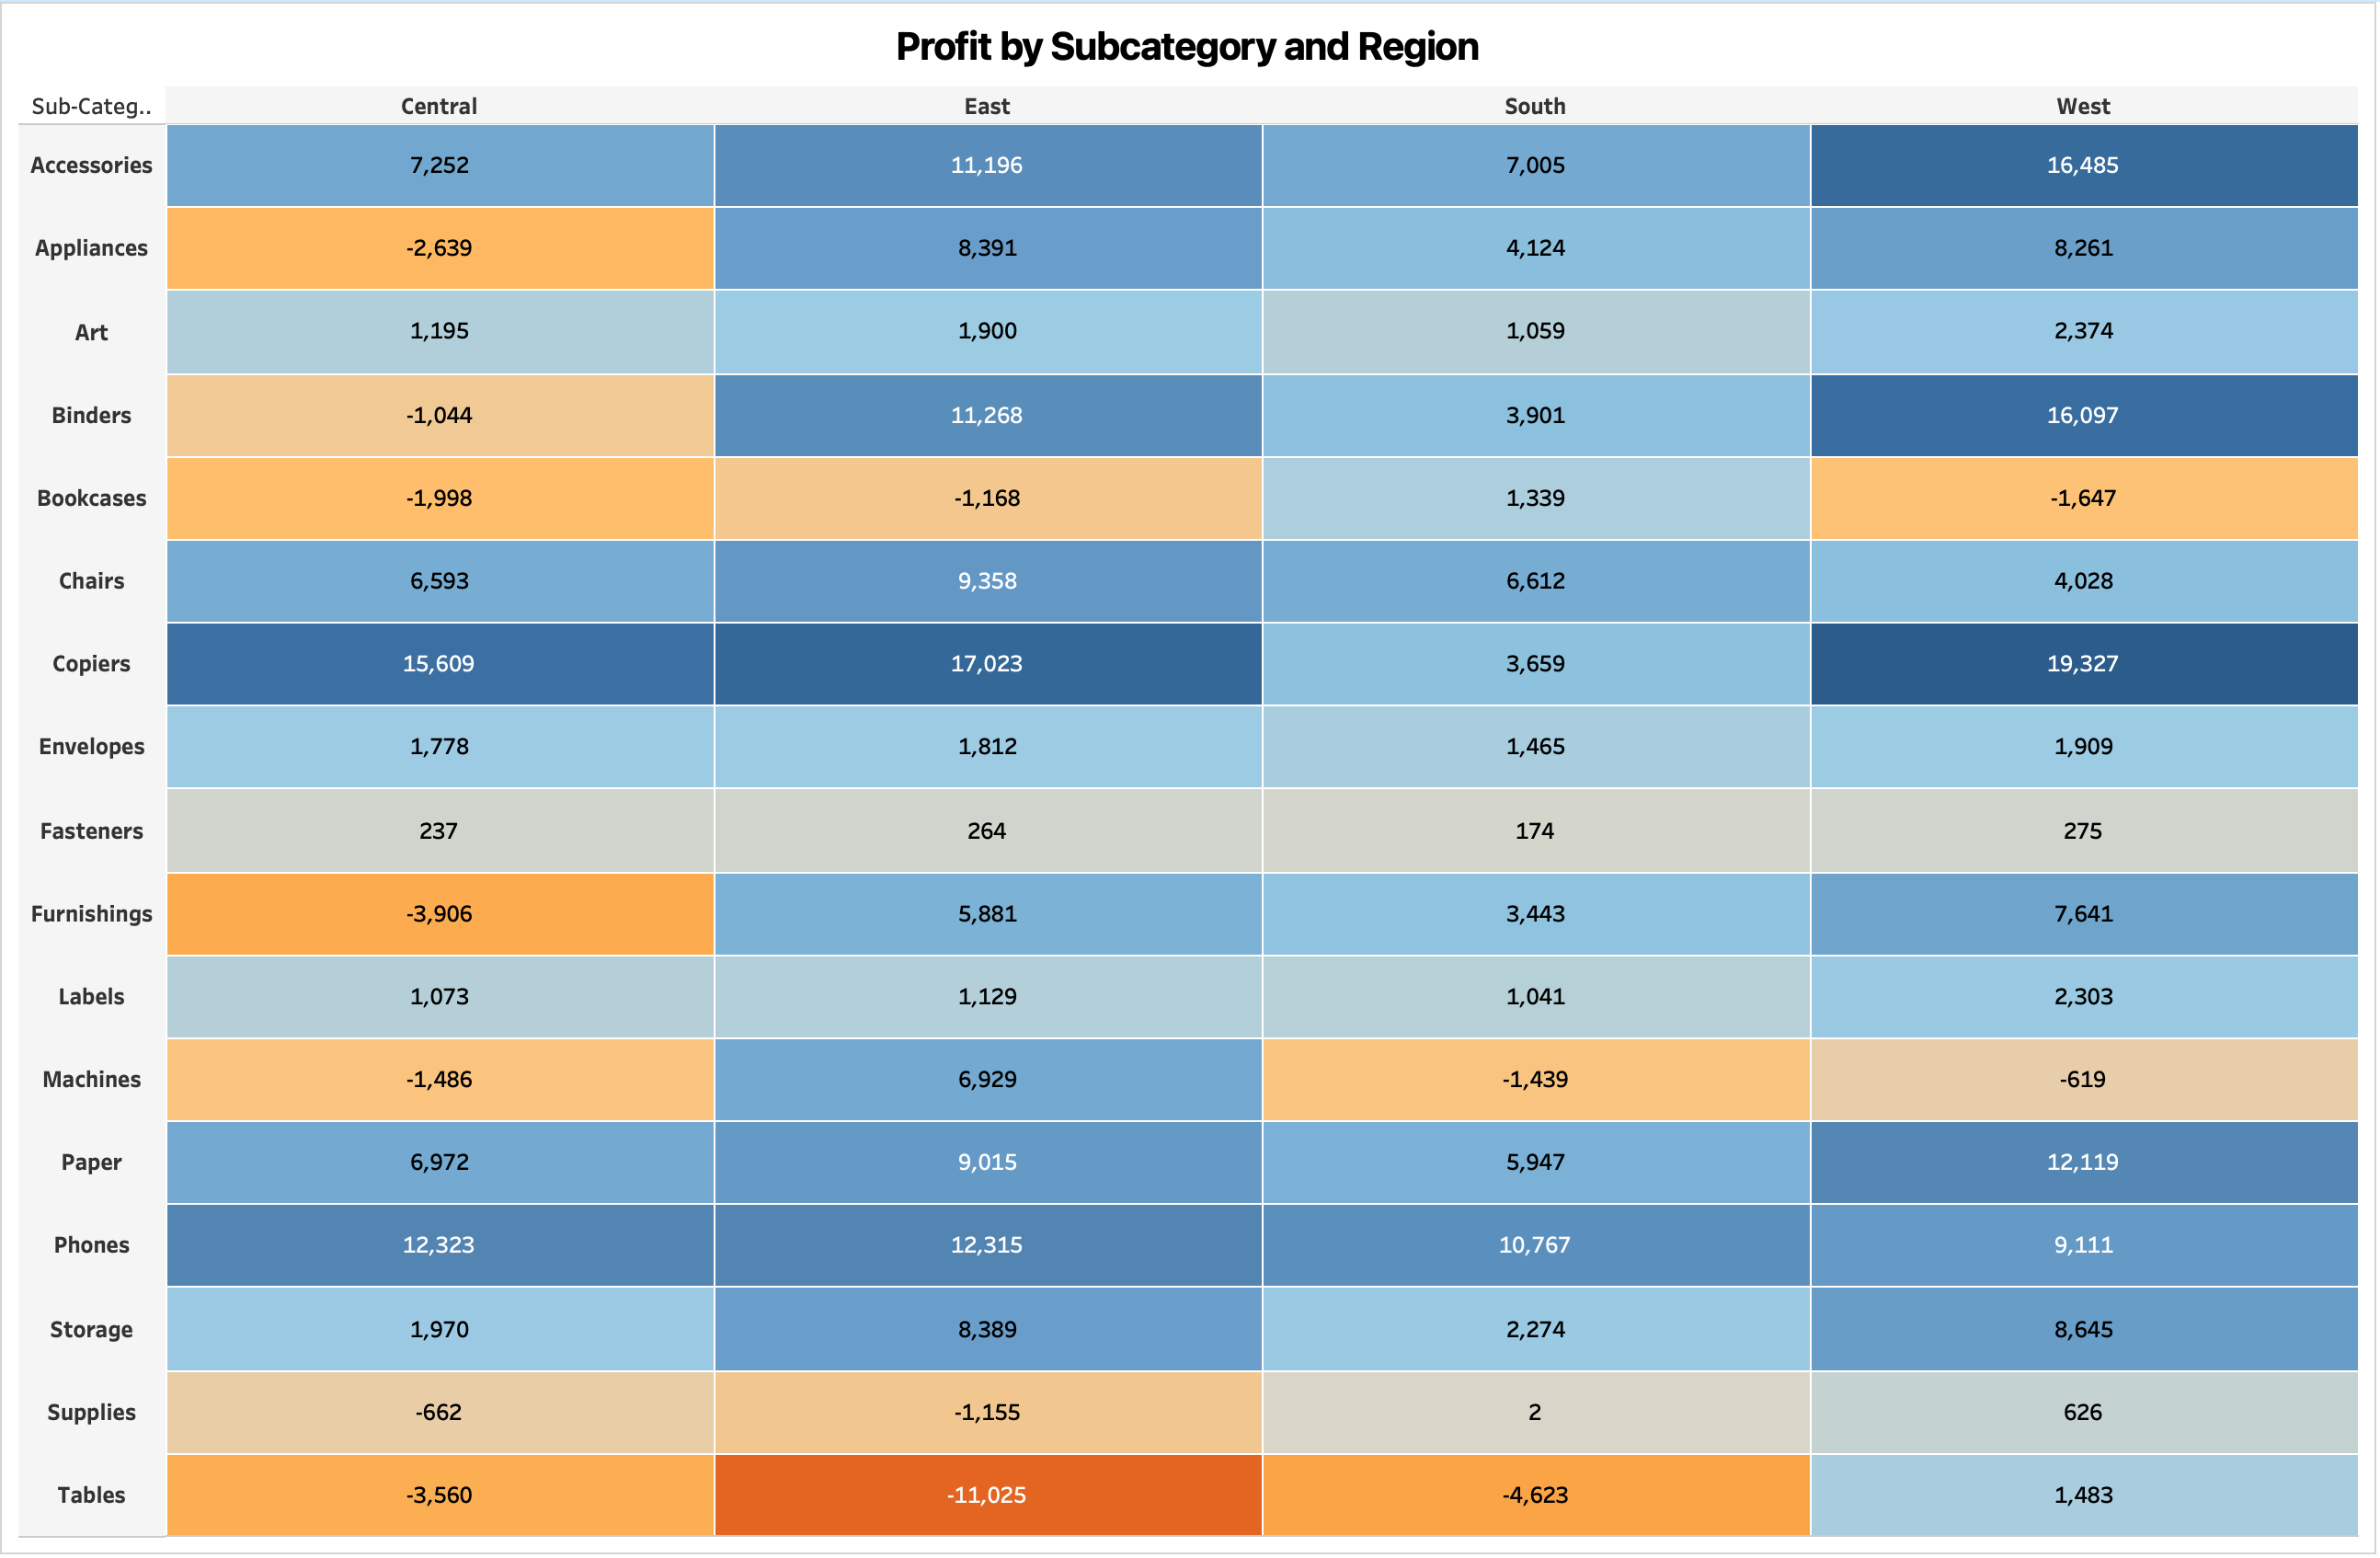 Profit by Subcategory and Region
Sub-Categ.. Central East South West
Accessories 7,252 11,196 7,005 16,485
Appliances -2,639 8,391 4,124 8,261
Art 1,195 1,900 1,059 2,374
Binders -1,044 11,268 3,901 16,097
Bookcases -1,998 -1,168 1,339 -1,647
Chairs 6,593 9,358 6,612 4,028
Copiers 15,609 17,023 3,659 19,327
Envelopes 1,778 1,812 1,465 1,909
Fasteners 237 264 174 275
Furnishings -3,906 5,881 3,443 7,641
Labels 1,073 1,129 1,041 2,303
Machines -1,486 6,929 -1,439 -619
Paper 6,972 9,015 5,947 12,119
Phones 12,323 12,315 10,767 9,111
Storage 1,970 8,389 2,274 8,645
Supplies -662 -1,155 2 626
Tables -3,560 -11,025 -4,623 1,483